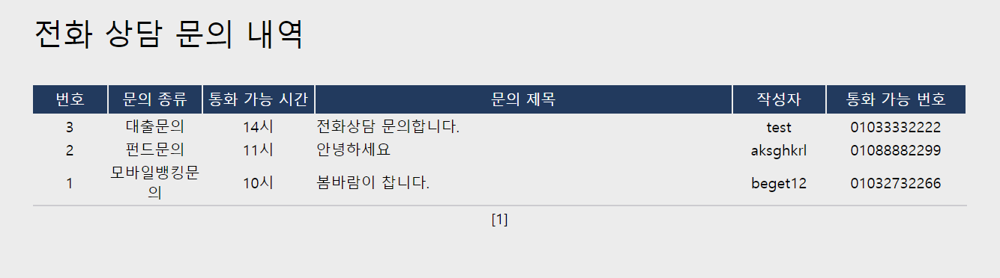 전화 상담 문의 내역
번호 문의 종류 통화 가능 시간 문의 제목 작성자 통화 가능 번호
3 대출문의 14시 전화상담 문의합니다. test 01033332222
2 펀드문의 11시 안녕하세요 aksghkrl 01088882299
1 모바일뱅킹문 10시 봄바람이 찹니다. beget12 01032732266
의
[1]